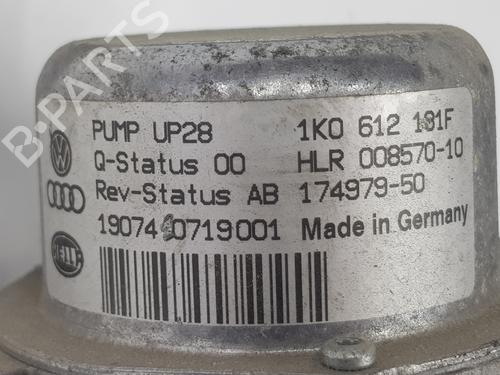 PUMP UP28 1K0 612 181F
Q-Status 00 HLR 008570-10
Rev-Status AB 174979-50
19074 0719001 Made in Germany
HELLA
B-PARTS